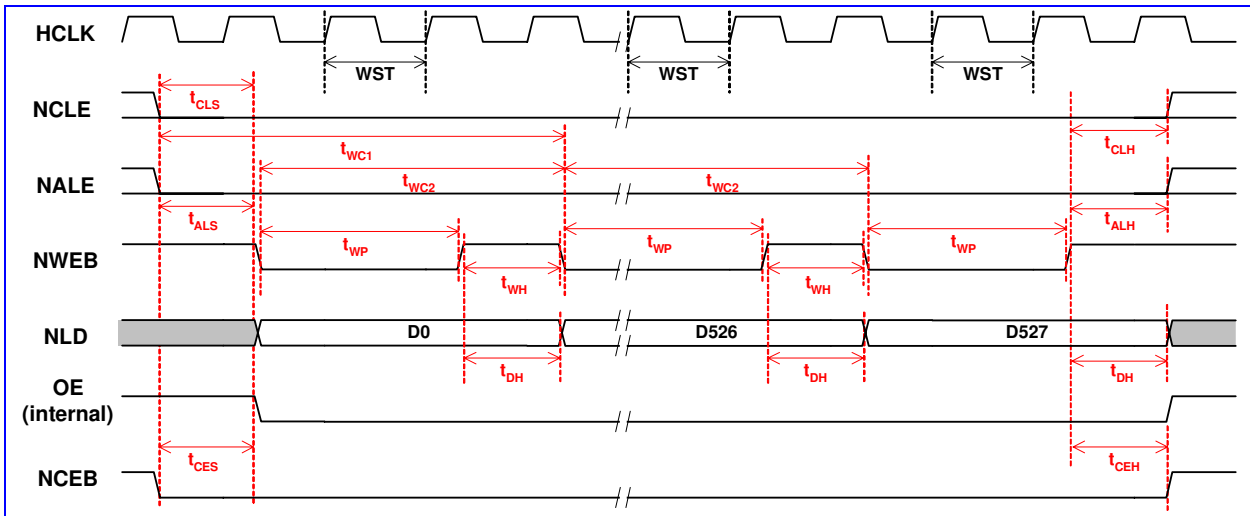 HCLK
WST WST WST
tCLS
NCLE
tWC1 tCLH
NALE
tWC2 tWC2
tALS tALH
NWEB
tWP tWP tWP
tWH tWH
NLD D0 D526 D527
tDH tDH tDH
OE
(internal)
tCES tCEH
NCEB